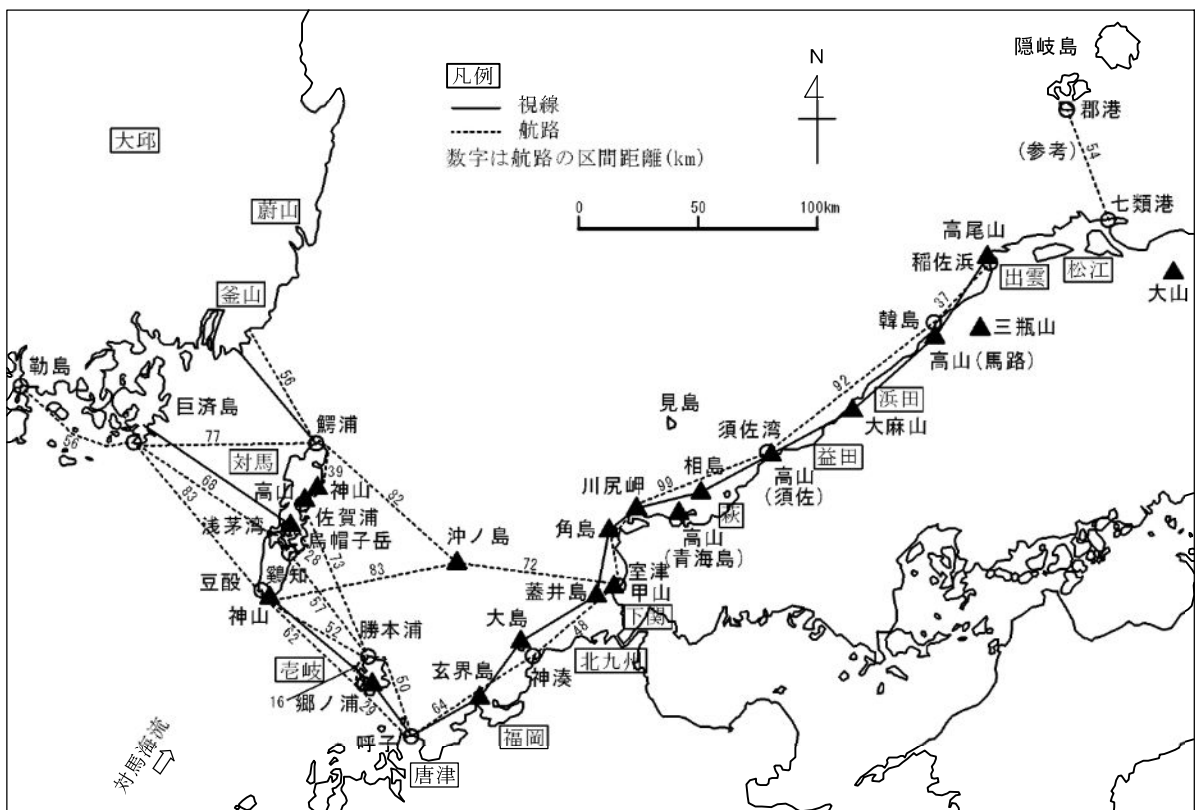 隠岐島
N
凡例
視線
航路
数字は航路の区間距離(km)
0 50 100km
大邱
蔚山
釜山
勒島
巨済島
56
56
77
68
83
鰐浦
対馬
39
高山
神山
佐賀浦
浅茅湾
烏帽子岳
28
73
82
豆酘
鶏知
神山
57
52
62
83
72
沖ノ島
勝本浦
壱岐
16
郷ノ浦
29
50
呼子
唐津
64
玄界島
福岡
大島
神湊
48
北九州
蓋井島
室津
甲山
下関
角島
川尻岬
99
相島
萩
高山
(青海島)
見島
須佐湾
高山
(須佐)
益田
92
浜田
大麻山
韓島
37
高山(馬路)
三瓶山
高尾山
稲佐浜
出雲
松江
大山
七類港
54
(参考)
郡港
対馬海流